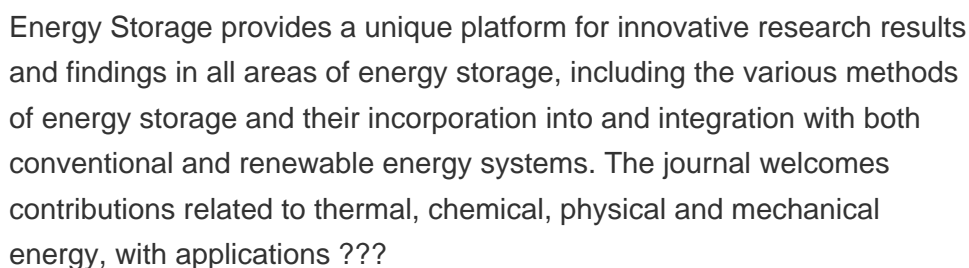 Energy Storage provides a unique platform for innovative research results
and findings in all areas of energy storage, including the various methods
of energy storage and their incorporation into and integration with both
conventional and renewable energy systems. The journal welcomes
contributions related to thermal, chemical, physical and mechanical
energy, with applications ???